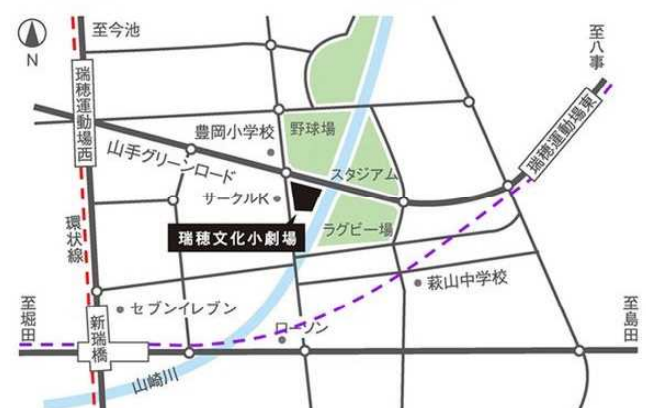 至今池
N
至八事
瑞穂運動場西
野球場
豊岡小学校
瑞穂運動場東
山手グリーンロード
スタジアム
サークルK
環状線
ラグビー場
瑞穂文化小劇場
萩山中学校
至堀田
セブンイレブン
至島田
新瑞橋
ローソン
山崎川